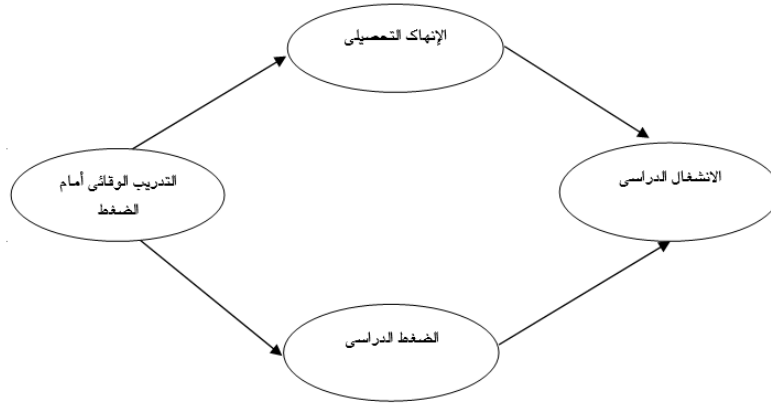 الإنهاك التحصيلى
التدريب الوقائى أمام
الضغط
الانشغال الدراسى
الضغط الدراسى